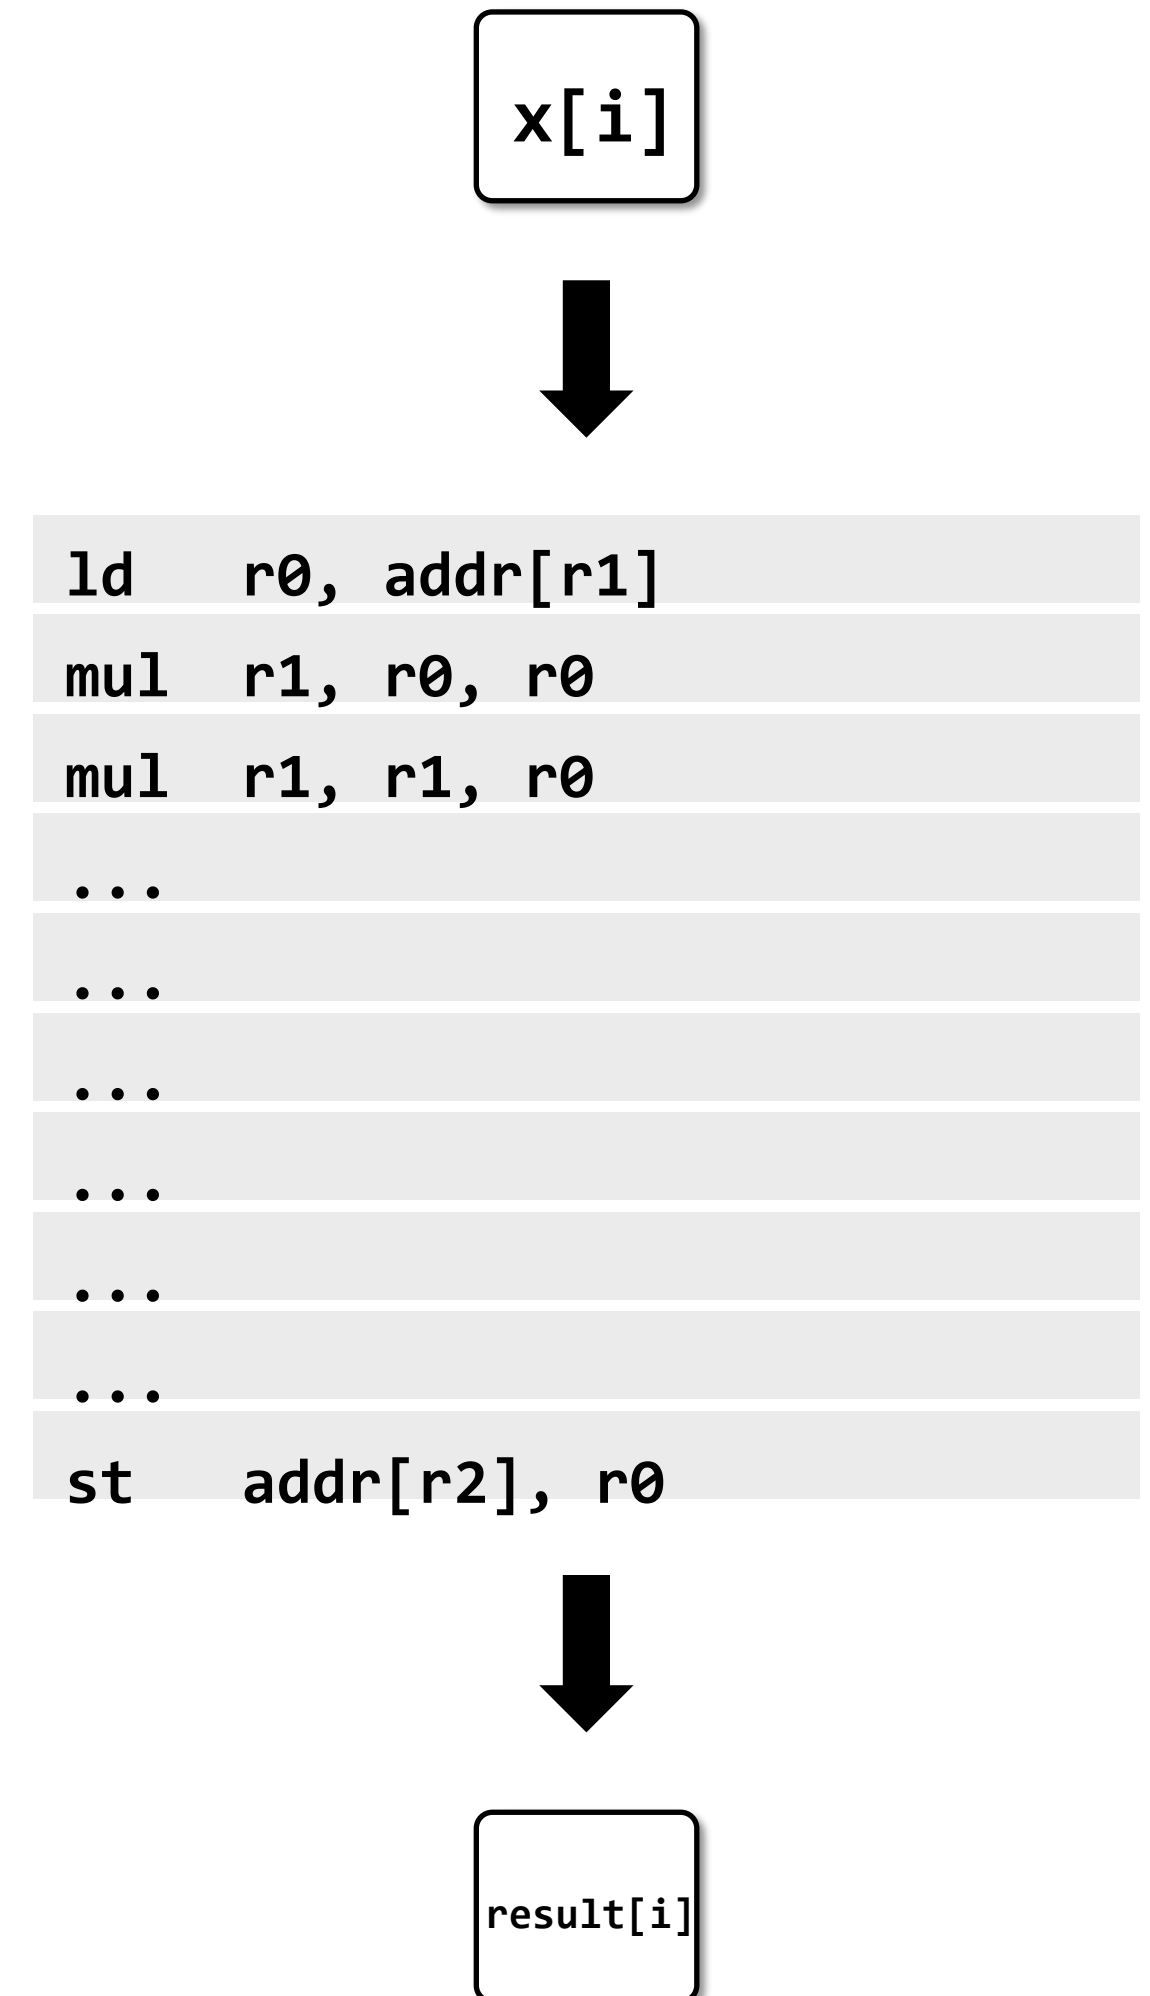 x[i]
ld   r0, addr[r1]
mul  r1, r0, r0
mul  r1, r1, r0
...
...
...
...
...
...
st   addr[r2], r0
result[i]